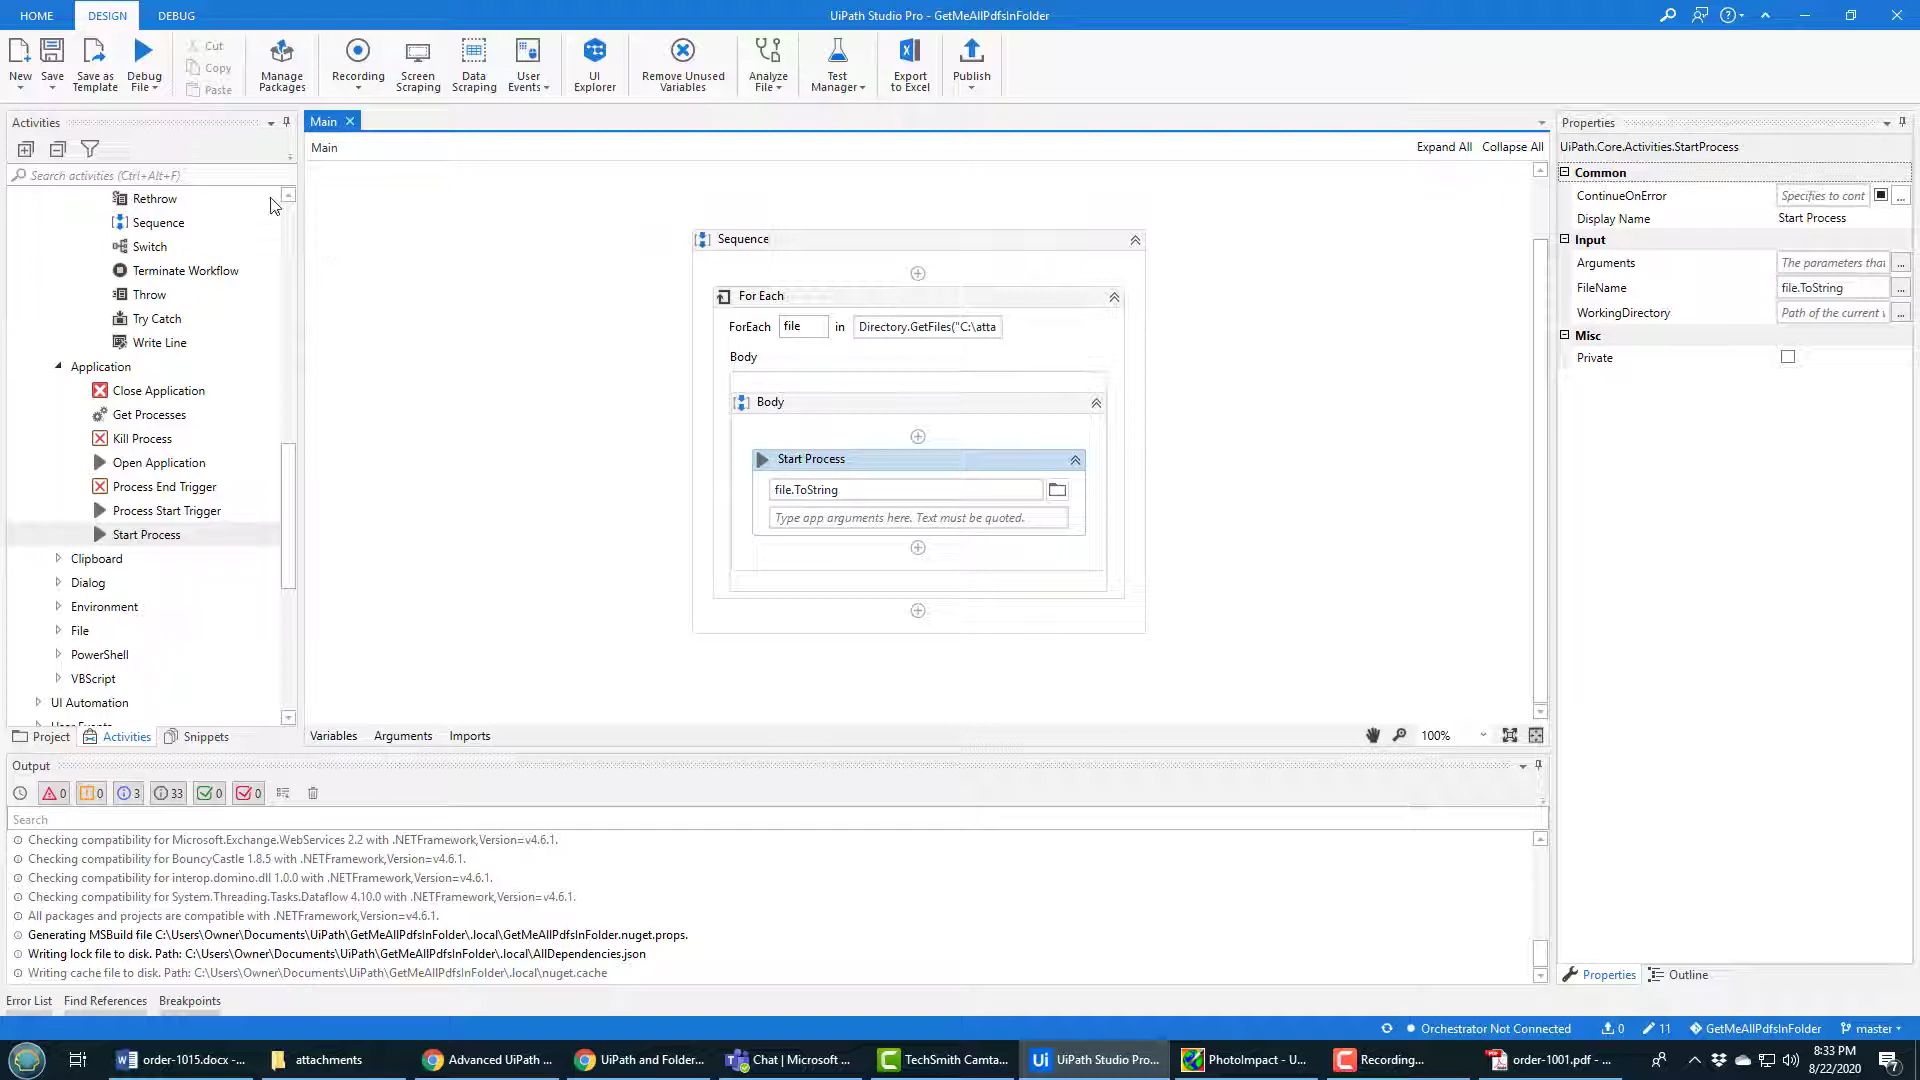 HOME DESIGN DEBUG
UiPath Studio Pro - GetMeAllPdfsInFolder
New
Save
Save as Template
Debug File
Cut
Copy
Paste
Manage Packages
Recording
Screen Scraping
Data Scraping
User Events
UI Explorer
Remove Unused Variables
Analyze File
Test Manager
Export to Excel
Publish
Activities
Search activities (Ctrl+Alt+F)
Rethrow
Sequence
Switch
Terminate Workflow
Throw
Try Catch
Write Line
Application
Close Application
Get Processes
Kill Process
Open Application
Process End Trigger
Process Start Trigger
Start Process
Clipboard
Dialog
Environment
File
PowerShell
VBScript
UI Automation
Project Activities Snippets
Main
Main
Expand All Collapse All
Sequence
For Each
ForEach file in Directory.GetFiles("C:\atta
Body
Body
Start Process
file.ToString
Type app arguments here. Text must be quoted.
Variables Arguments Imports
100%
Properties
UiPath.Core.Activities.StartProcess
Common
ContinueOnError Specifies to cont ...
Display Name Start Process
Input
Arguments The parameters that ...
FileName file.ToString ...
WorkingDirectory Path of the current ...
Misc
Private
Properties Outline
Output
0 0 3 33 0 0
Search
Checking compatibility for Microsoft.Exchange.WebServices 2.2 with .NETFramework,Version=v4.6.1.
Checking compatibility for BouncyCastle 1.8.5 with .NETFramework,Version=v4.6.1.
Checking compatibility for interop.domino.dll 1.0.0 with .NETFramework,Version=v4.6.1.
Checking compatibility for System.Threading.Tasks.Dataflow 4.10.0 with .NETFramework,Version=v4.6.1.
All packages and projects are compatible with .NETFramework,Version=v4.6.1.
Generating MSBuild file C:\Users\Owner\Documents\UiPath\GetMeAllPdfsInFolder\.local\GetMeAllPdfsInFolder.nuget.props.
Writing lock file to disk. Path: C:\Users\Owner\Documents\UiPath\GetMeAllPdfsInFolder\.local\AllDependencies.json
Writing cache file to disk. Path: C:\Users\Owner\Documents\UiPath\GetMeAllPdfsInFolder\.local\nuget.cache
Error List Find References Breakpoints
Orchestrator Not Connected 0 11 GetMeAllPdfsInFolder master
order-1015.docx -... attachments Advanced UiPath ... UiPath and Folder... Chat | Microsoft ... TechSmith Camta... Ui UiPath Studio Pro... PhotoImpact - U... Recording... order-1001.pdf - ...
8:33 PM
8/22/2020
7